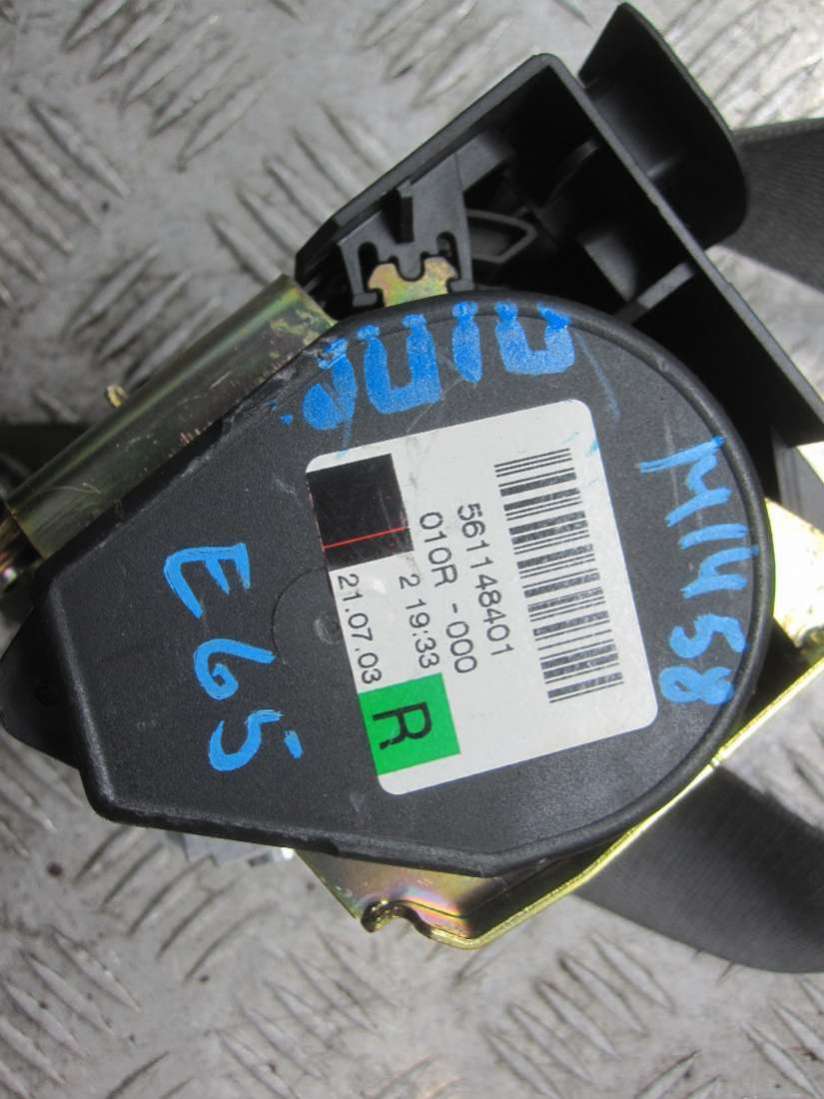 561148401
010R - 000
2 19:33
21.07.03
R
E65
M1458